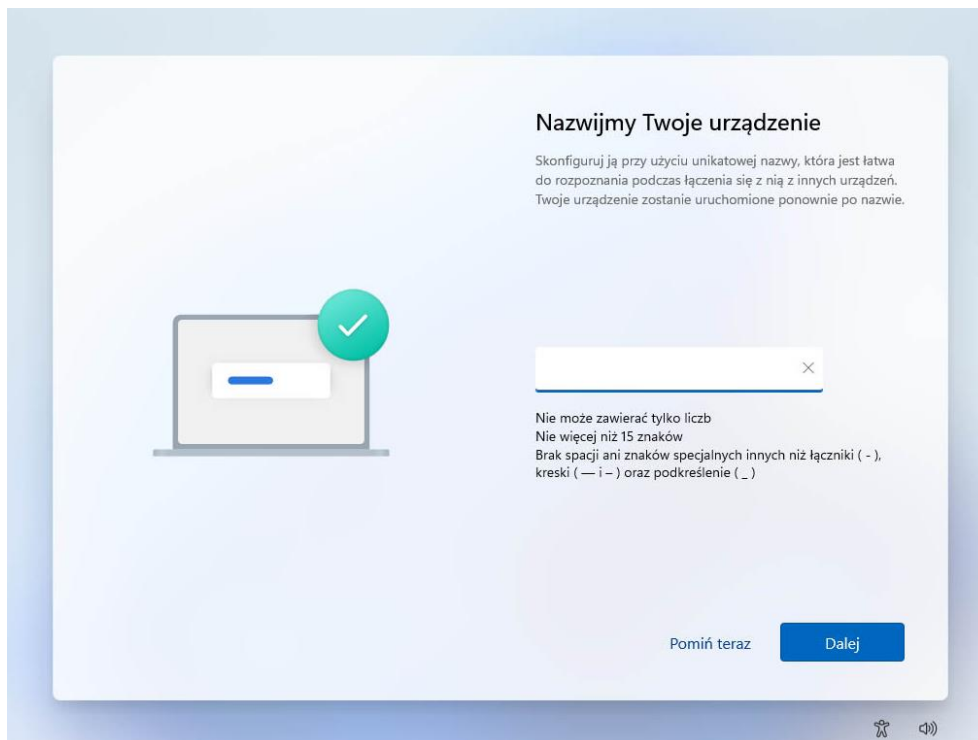 Nazwijmy Twoje urządzenie
Skonfiguruj ją przy użyciu unikatowej nazwy, która jest łatwa
do rozpoznania podczas łączenia się z nią z innych urządzeń.
Twoje urządzenie zostanie uruchomione ponownie po nazwie.
Nie może zawierać tylko liczb
Nie więcej niż 15 znaków
Brak spacji ani znaków specjalnych innych niż łączniki ( - ),
kreski ( — i – ) oraz podkreślenie ( _ )
Pomiń teraz
Dalej